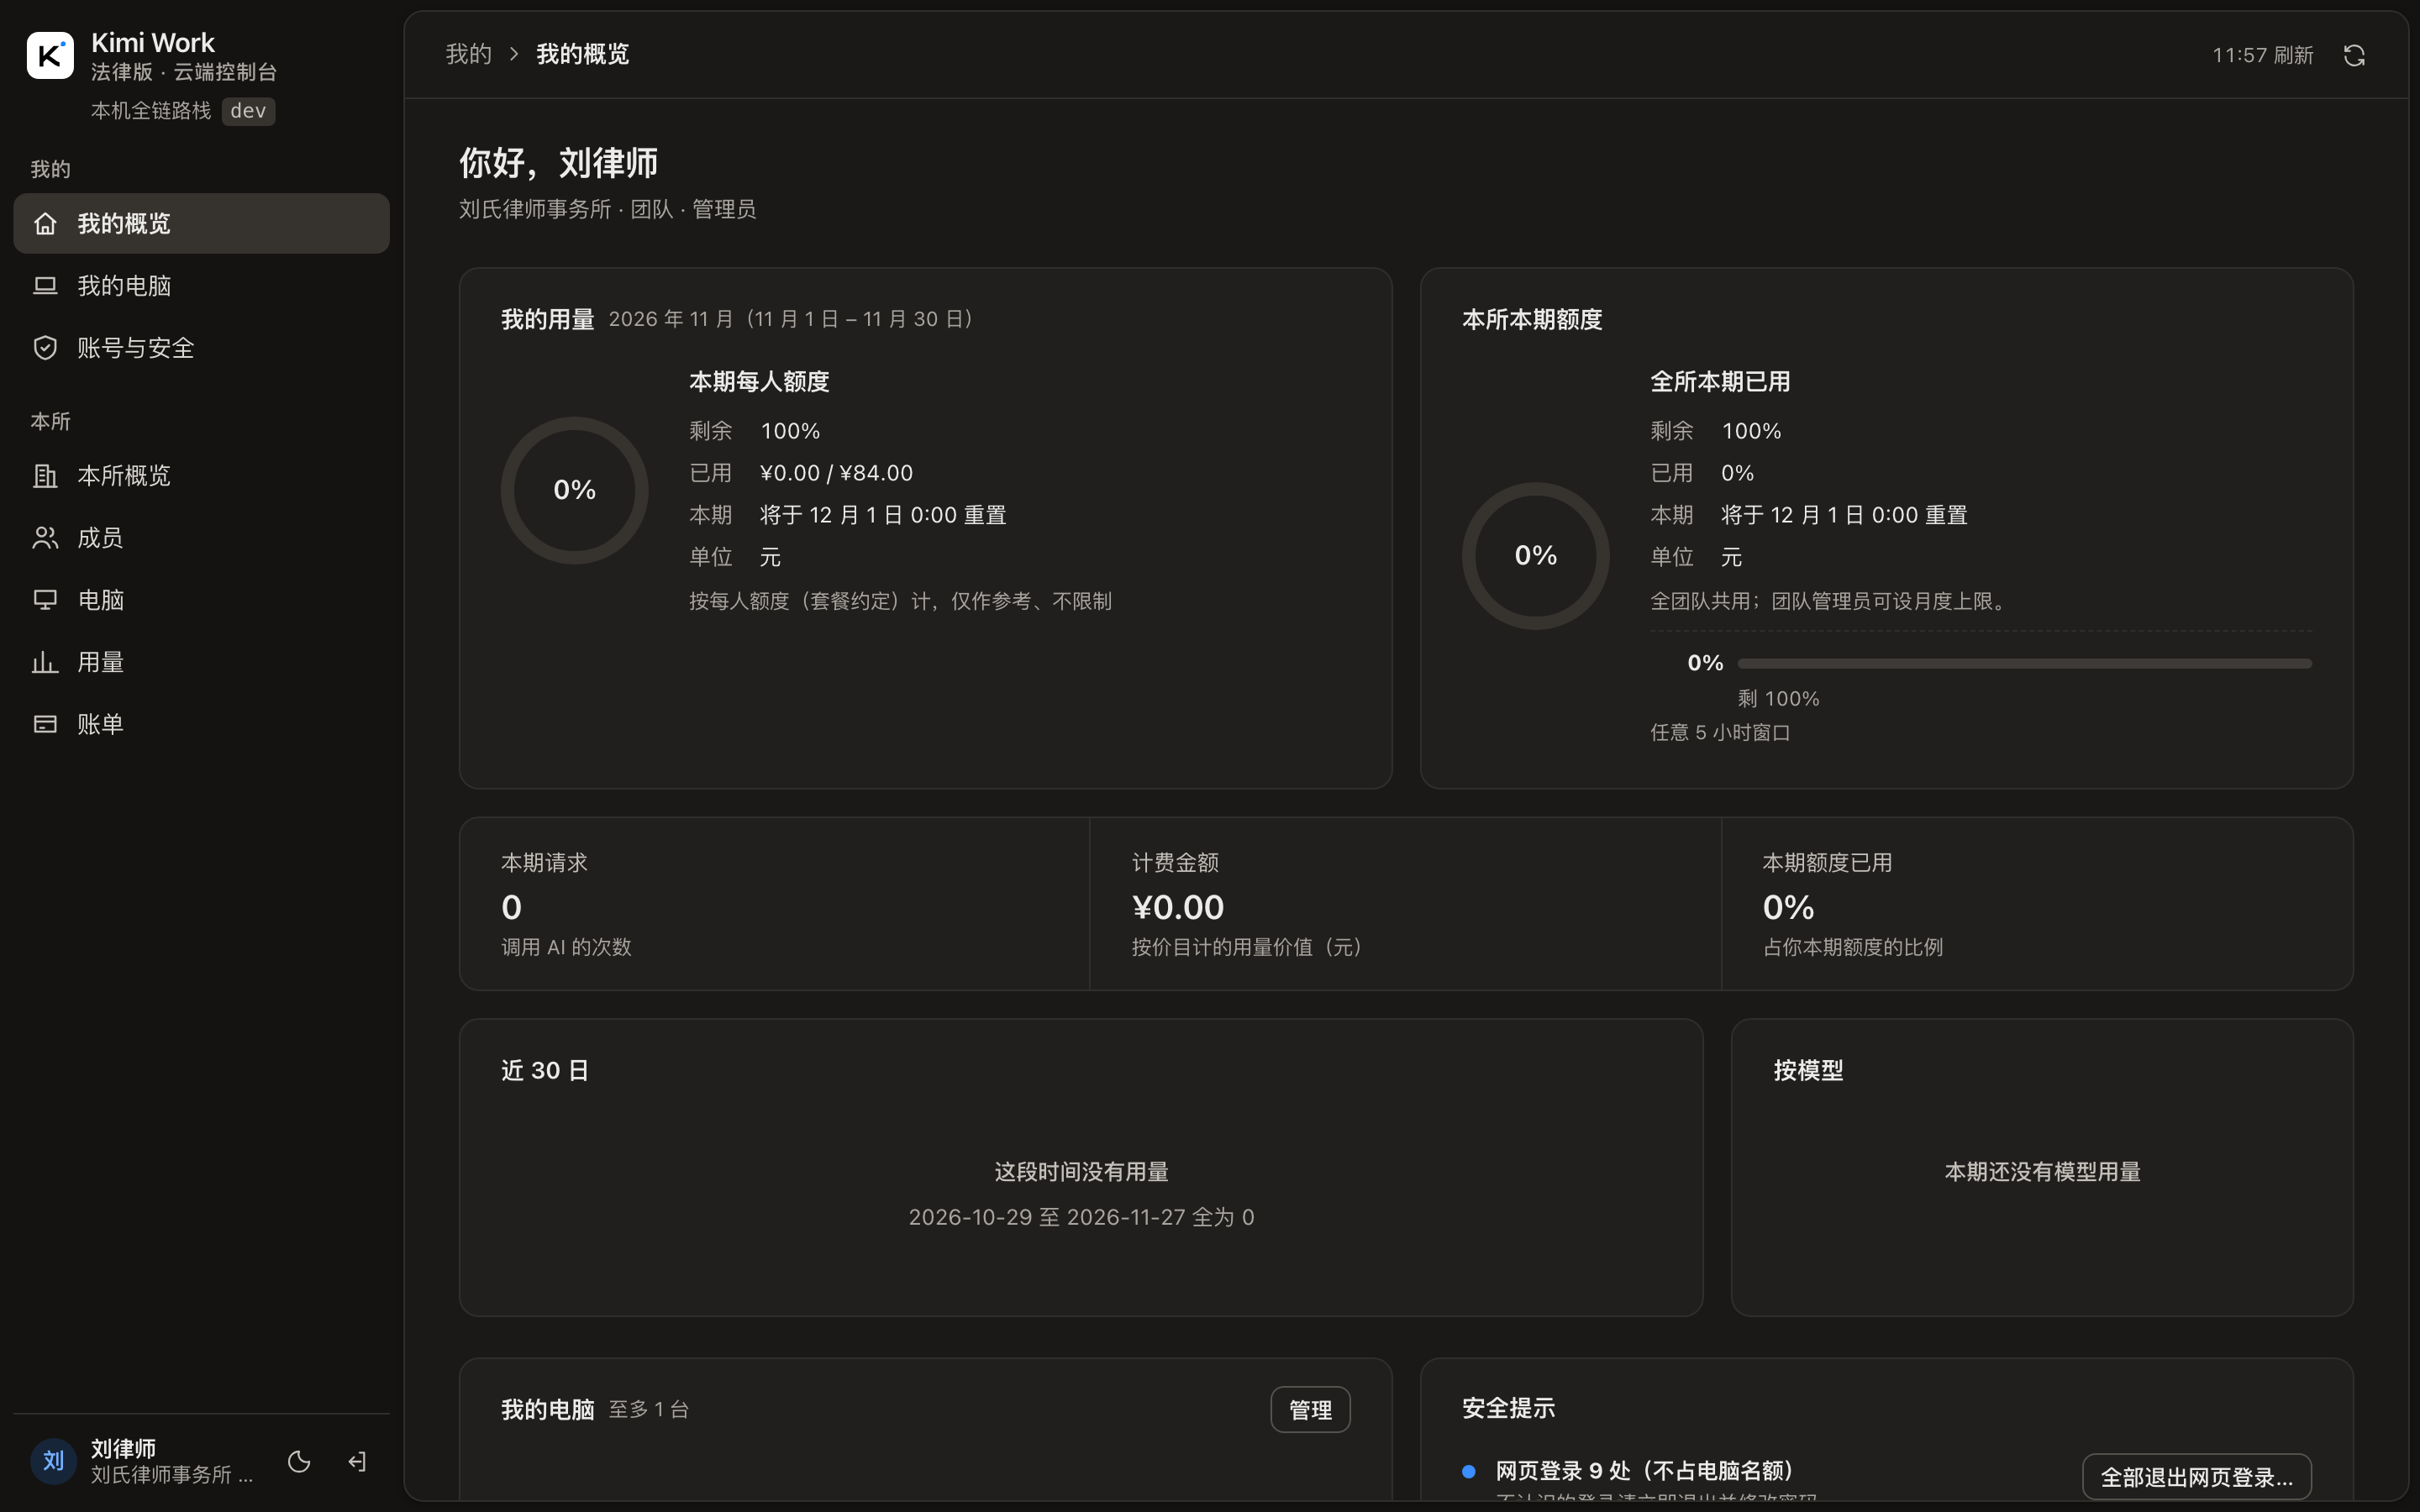 Kimi Work
法律版 · 云端控制台
本机全链路栈 dev
我的
我的概览
我的电脑
账号与安全
本所
本所概览
成员
电脑
用量
账单
刘
刘律师
刘氏律师事务所 ...
我的 > 我的概览
11:57 刷新
你好，刘律师
刘氏律师事务所 · 团队 · 管理员
我的用量 2026 年 11 月（11 月 1 日 – 11 月 30 日）
0%
本期每人额度
剩余 100%
已用 ¥0.00 / ¥84.00
本期 将于 12 月 1 日 0:00 重置
单位 元
按每人额度（套餐约定）计，仅作参考、不限制
本所本期额度
0%
全所本期已用
剩余 100%
已用 0%
本期 将于 12 月 1 日 0:00 重置
单位 元
全团队共用；团队管理员可设月度上限。
0%
剩 100%
任意 5 小时窗口
本期请求
0
调用 AI 的次数
计费金额
¥0.00
按价目计的用量价值（元）
本期额度已用
0%
占你本期额度的比例
近 30 日
这段时间没有用量
2026-10-29 至 2026-11-27 全为 0
按模型
本期还没有模型用量
我的电脑 至多 1 台
管理
安全提示
网页登录 9 处（不占电脑名额）
全部退出网页登录...